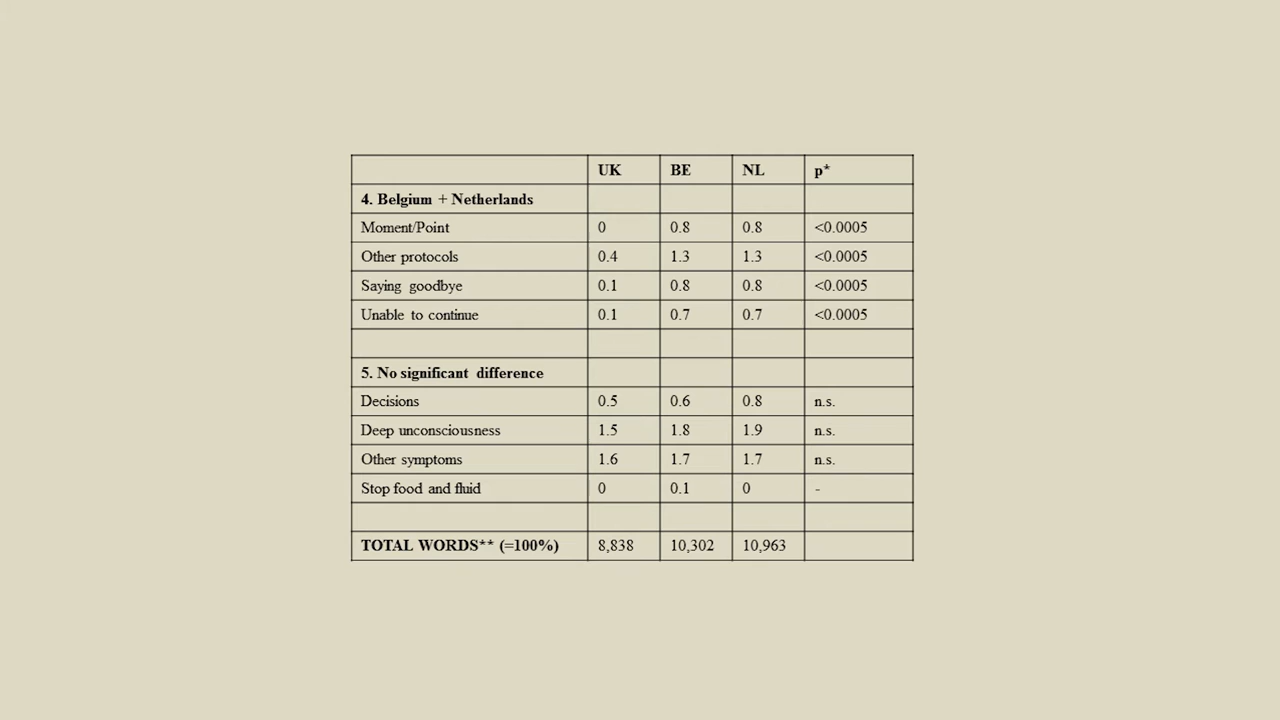 UK BE NL p*
4. Belgium + Netherlands
Moment/Point 0 0.8 0.8 <0.0005
Other protocols 0.4 1.3 1.3 <0.0005
Saying goodbye 0.1 0.8 0.8 <0.0005
Unable to continue 0.1 0.7 0.7 <0.0005
5. No significant difference
Decisions 0.5 0.6 0.8 n.s.
Deep unconsciousness 1.5 1.8 1.9 n.s.
Other symptoms 1.6 1.7 1.7 n.s.
Stop food and fluid 0 0.1 0 -
TOTAL WORDS** (=100%) 8,838 10,302 10,963